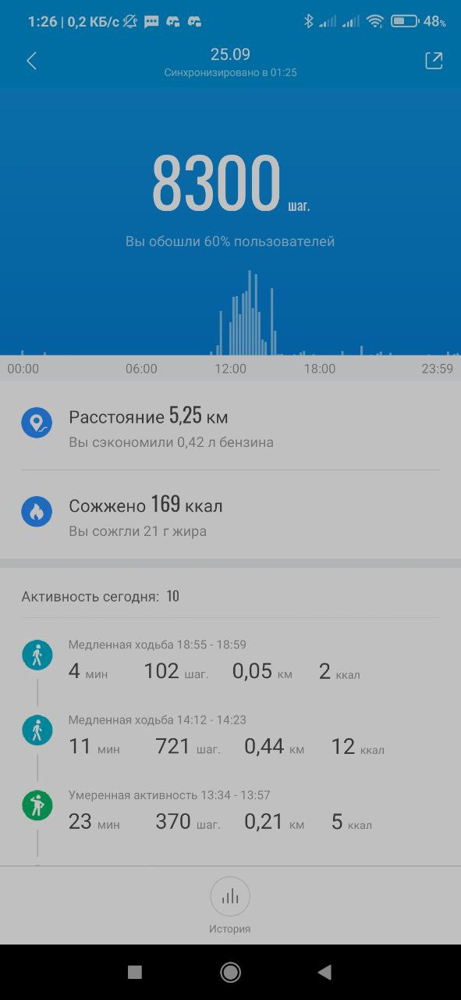 1:26 | 0,2 КБ/с 48%
25.09
Синхронизировано в 01:25
8300 шаг.
Вы обошли 60% пользователей
00:00 06:00 12:00 18:00 23:59
Расстояние 5,25 км
Вы сэкономили 0,42 л бензина
Сожжено 169 ккал
Вы сожгли 21 г жира
Активность сегодня: 10
Медленная ходьба 18:55 - 18:59
4 мин 102 шаг. 0,05 км 2 ккал
Медленная ходьба 14:12 - 14:23
11 мин 721 шаг. 0,44 км 12 ккал
Умеренная активность 13:34 - 13:57
23 мин 370 шаг. 0,21 км 5 ккал
История